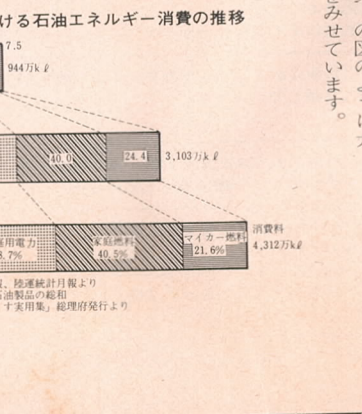 ける石油エネルギー消費の推移
7.5
944万kℓ
40.0
24.4
3,103万kℓ
消費料
4,312万kℓ
用電力
8.7%
家庭燃料
40.5%
マイカー燃料
21.6%
、陸運統計月報より
石油製品の総和
す実用集」総理府発行より
をみせています。